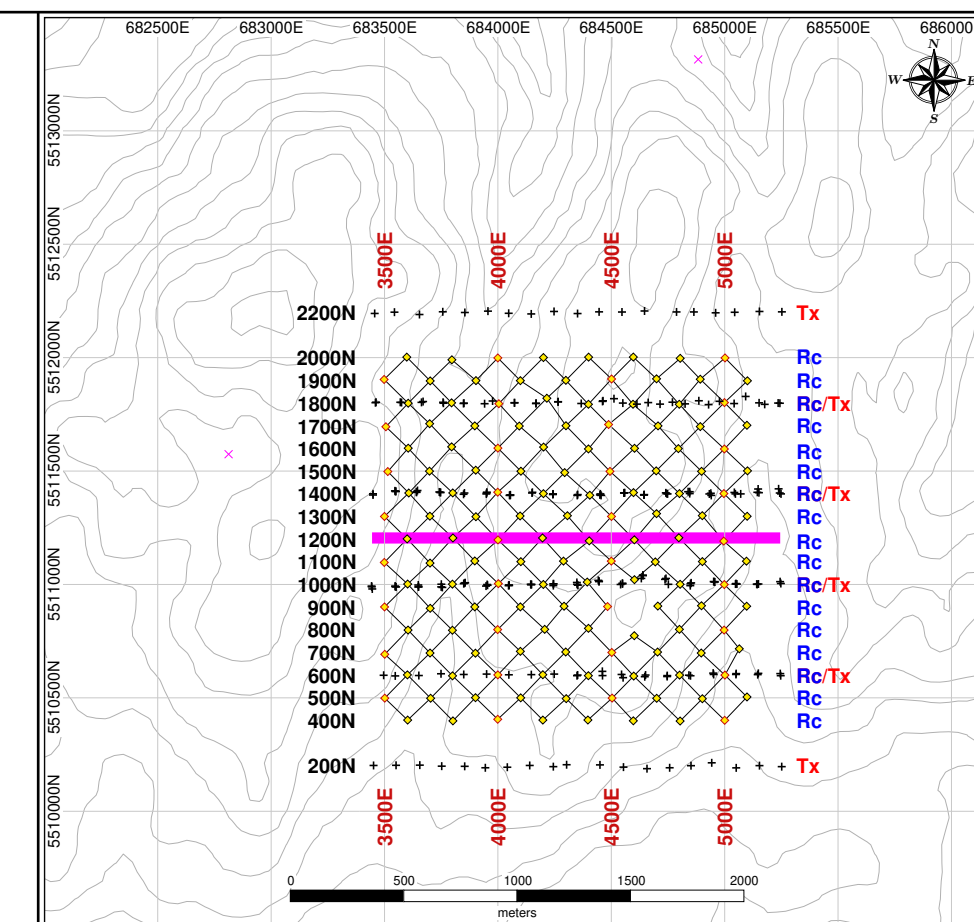 682500E 683000E 683500E 684000E 684500E 685000E 685500E 686000
N
W E
S
5513000N
5512500N
5512000N
5511500N
5511000N
5510500N
5510000N
3500E 4000E 4500E 5000E
2200N Tx
2000N Rc
1900N Rc
1800N Rc/Tx
1700N Rc
1600N Rc
1500N Rc
1400N Rc/Tx
1300N Rc
1200N Rc
1100N Rc
1000N Rc/Tx
900N Rc
800N Rc
700N Rc
600N Rc/Tx
500N Rc
400N Rc
200N Tx
3500E 4000E 4500E 5000E
0 500 1000 1500 2000
meters